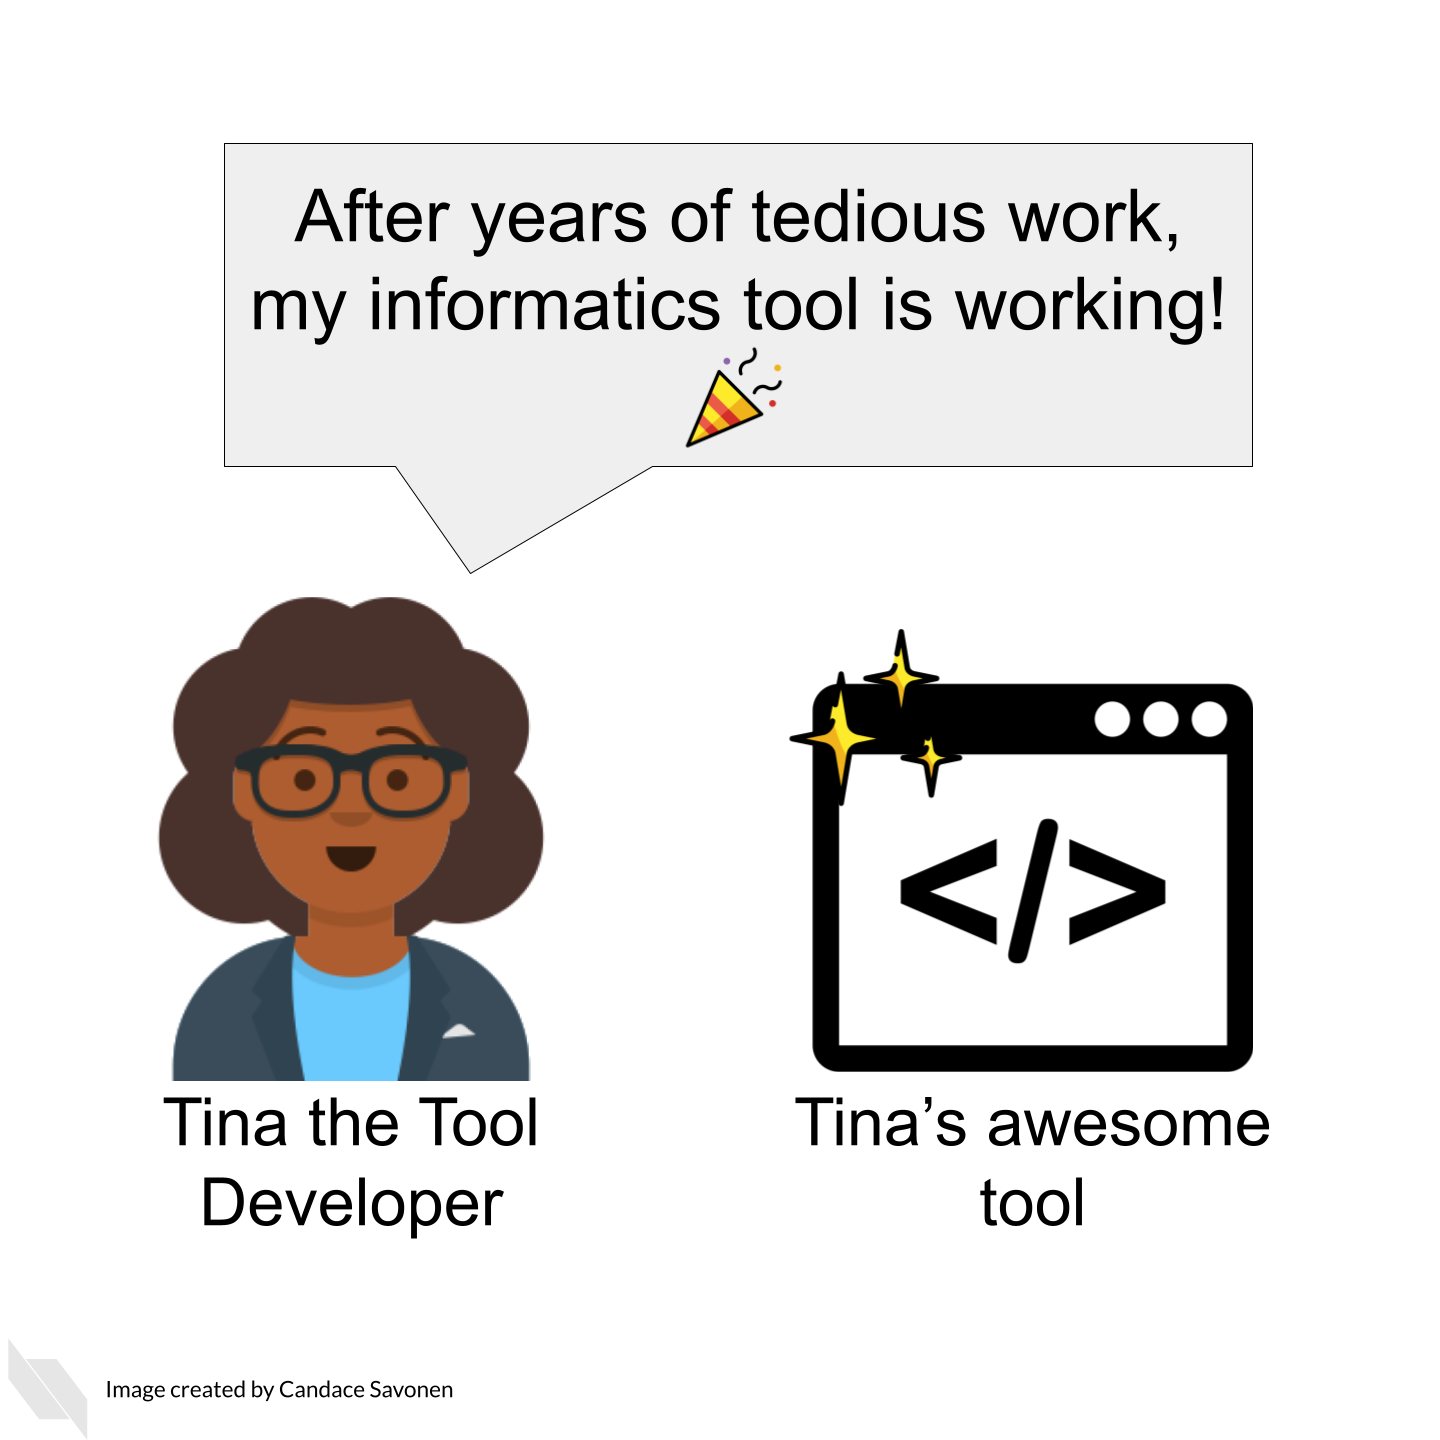 After years of tedious work,
my informatics tool is working!
</>
Tina the Tool
Developer
Tina’s awesome
tool
Image created by Candace Savonen